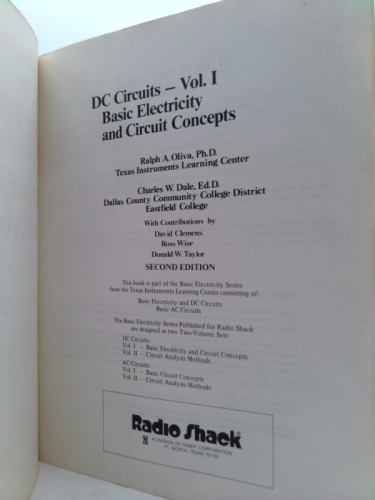 DC Circuits — Vol. I
Basic Electricity
and Circuit Concepts
Ralph A. Oliva, Ph.D.
Texas Instruments Learning Center
Charles W. Dale, Ed.D.
Dallas County Community College District
Eastfield College
With Contributions by
David Clemens
Ross Wise
Donald W. Taylor
SECOND EDITION
This book is part of the Basic Electricity Series
from the Texas Instruments Learning Center consisting of:
Basic Electricity and DC Circuits
Basic AC Circuits
The Basic Electricity Series Published for Radio Shack
are designed as two Two-Volume Sets:
DC Circuits:
Vol. I – Basic Electricity and Circuit Concepts
Vol. II – Circuit Analysis Methods
AC Circuits:
Vol. I – Basic Circuit Concepts
Vol. II – Circuit Analysis Methods
Radio Shack
A DIVISION OF TANDY CORPORATION
FT. WORTH, TEXAS 76102